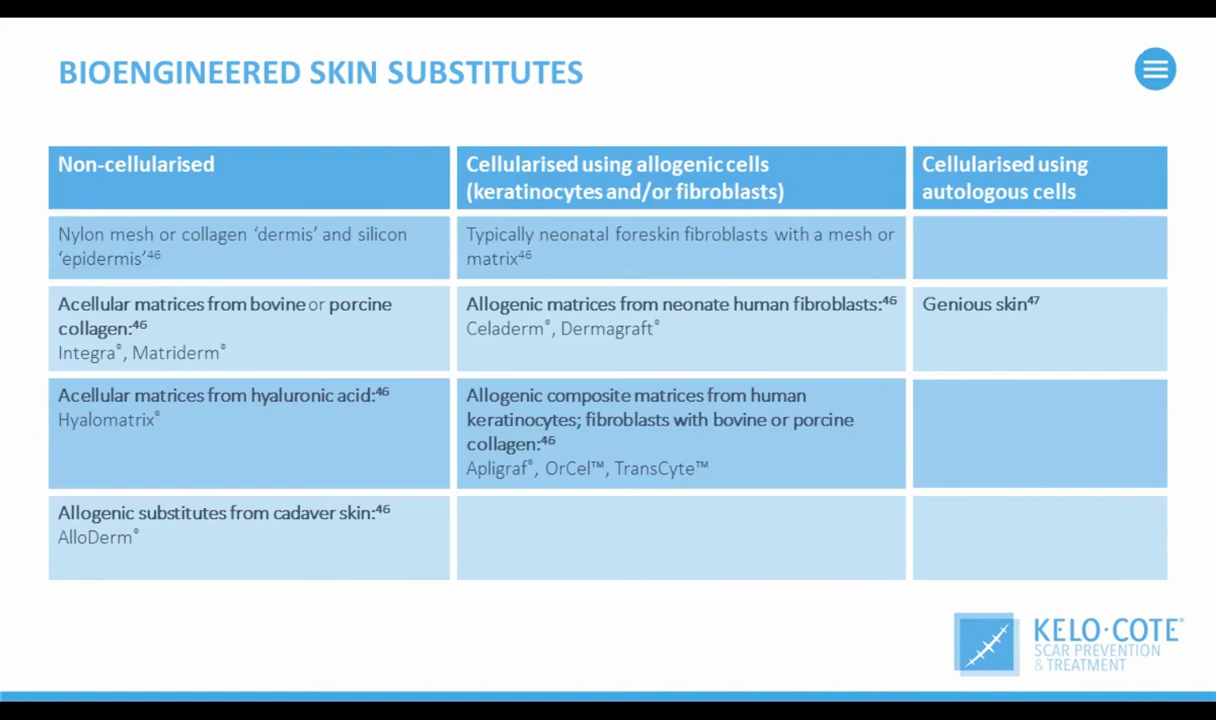 BIOENGINEERED SKIN SUBSTITUTES
Non-cellularised
Cellularised using allogenic cells
(keratinocytes and/or fibroblasts)
Cellularised using
autologous cells
Nylon mesh or collagen ‘dermis’ and silicon
‘epidermis’⁴⁶
Typically neonatal foreskin fibroblasts with a mesh or
matrix⁴⁶
Acellular matrices from bovine or porcine
collagen:⁴⁶
Integra®, Matriderm®
Allogenic matrices from neonate human fibroblasts:⁴⁶
Celaderm®, Dermagraft®
Genious skin⁴⁷
Acellular matrices from hyaluronic acid:⁴⁶
Hyalomatrix®
Allogenic composite matrices from human
keratinocytes; fibroblasts with bovine or porcine
collagen:⁴⁶
Apligraf®, OrCel™, TransCyte™
Allogenic substitutes from cadaver skin:⁴⁶
AlloDerm®
KELO·COTE®
SCAR PREVENTION
& TREATMENT